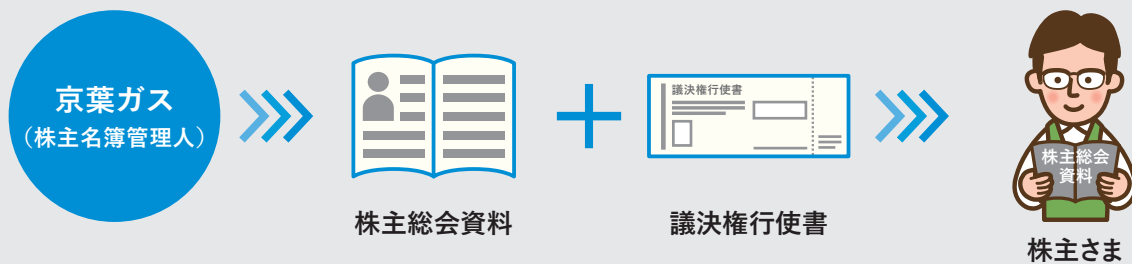 京葉ガス
（株主名簿管理人）
株主総会資料
議決権行使書
議決権行使書
株主総会
資料
株主さま